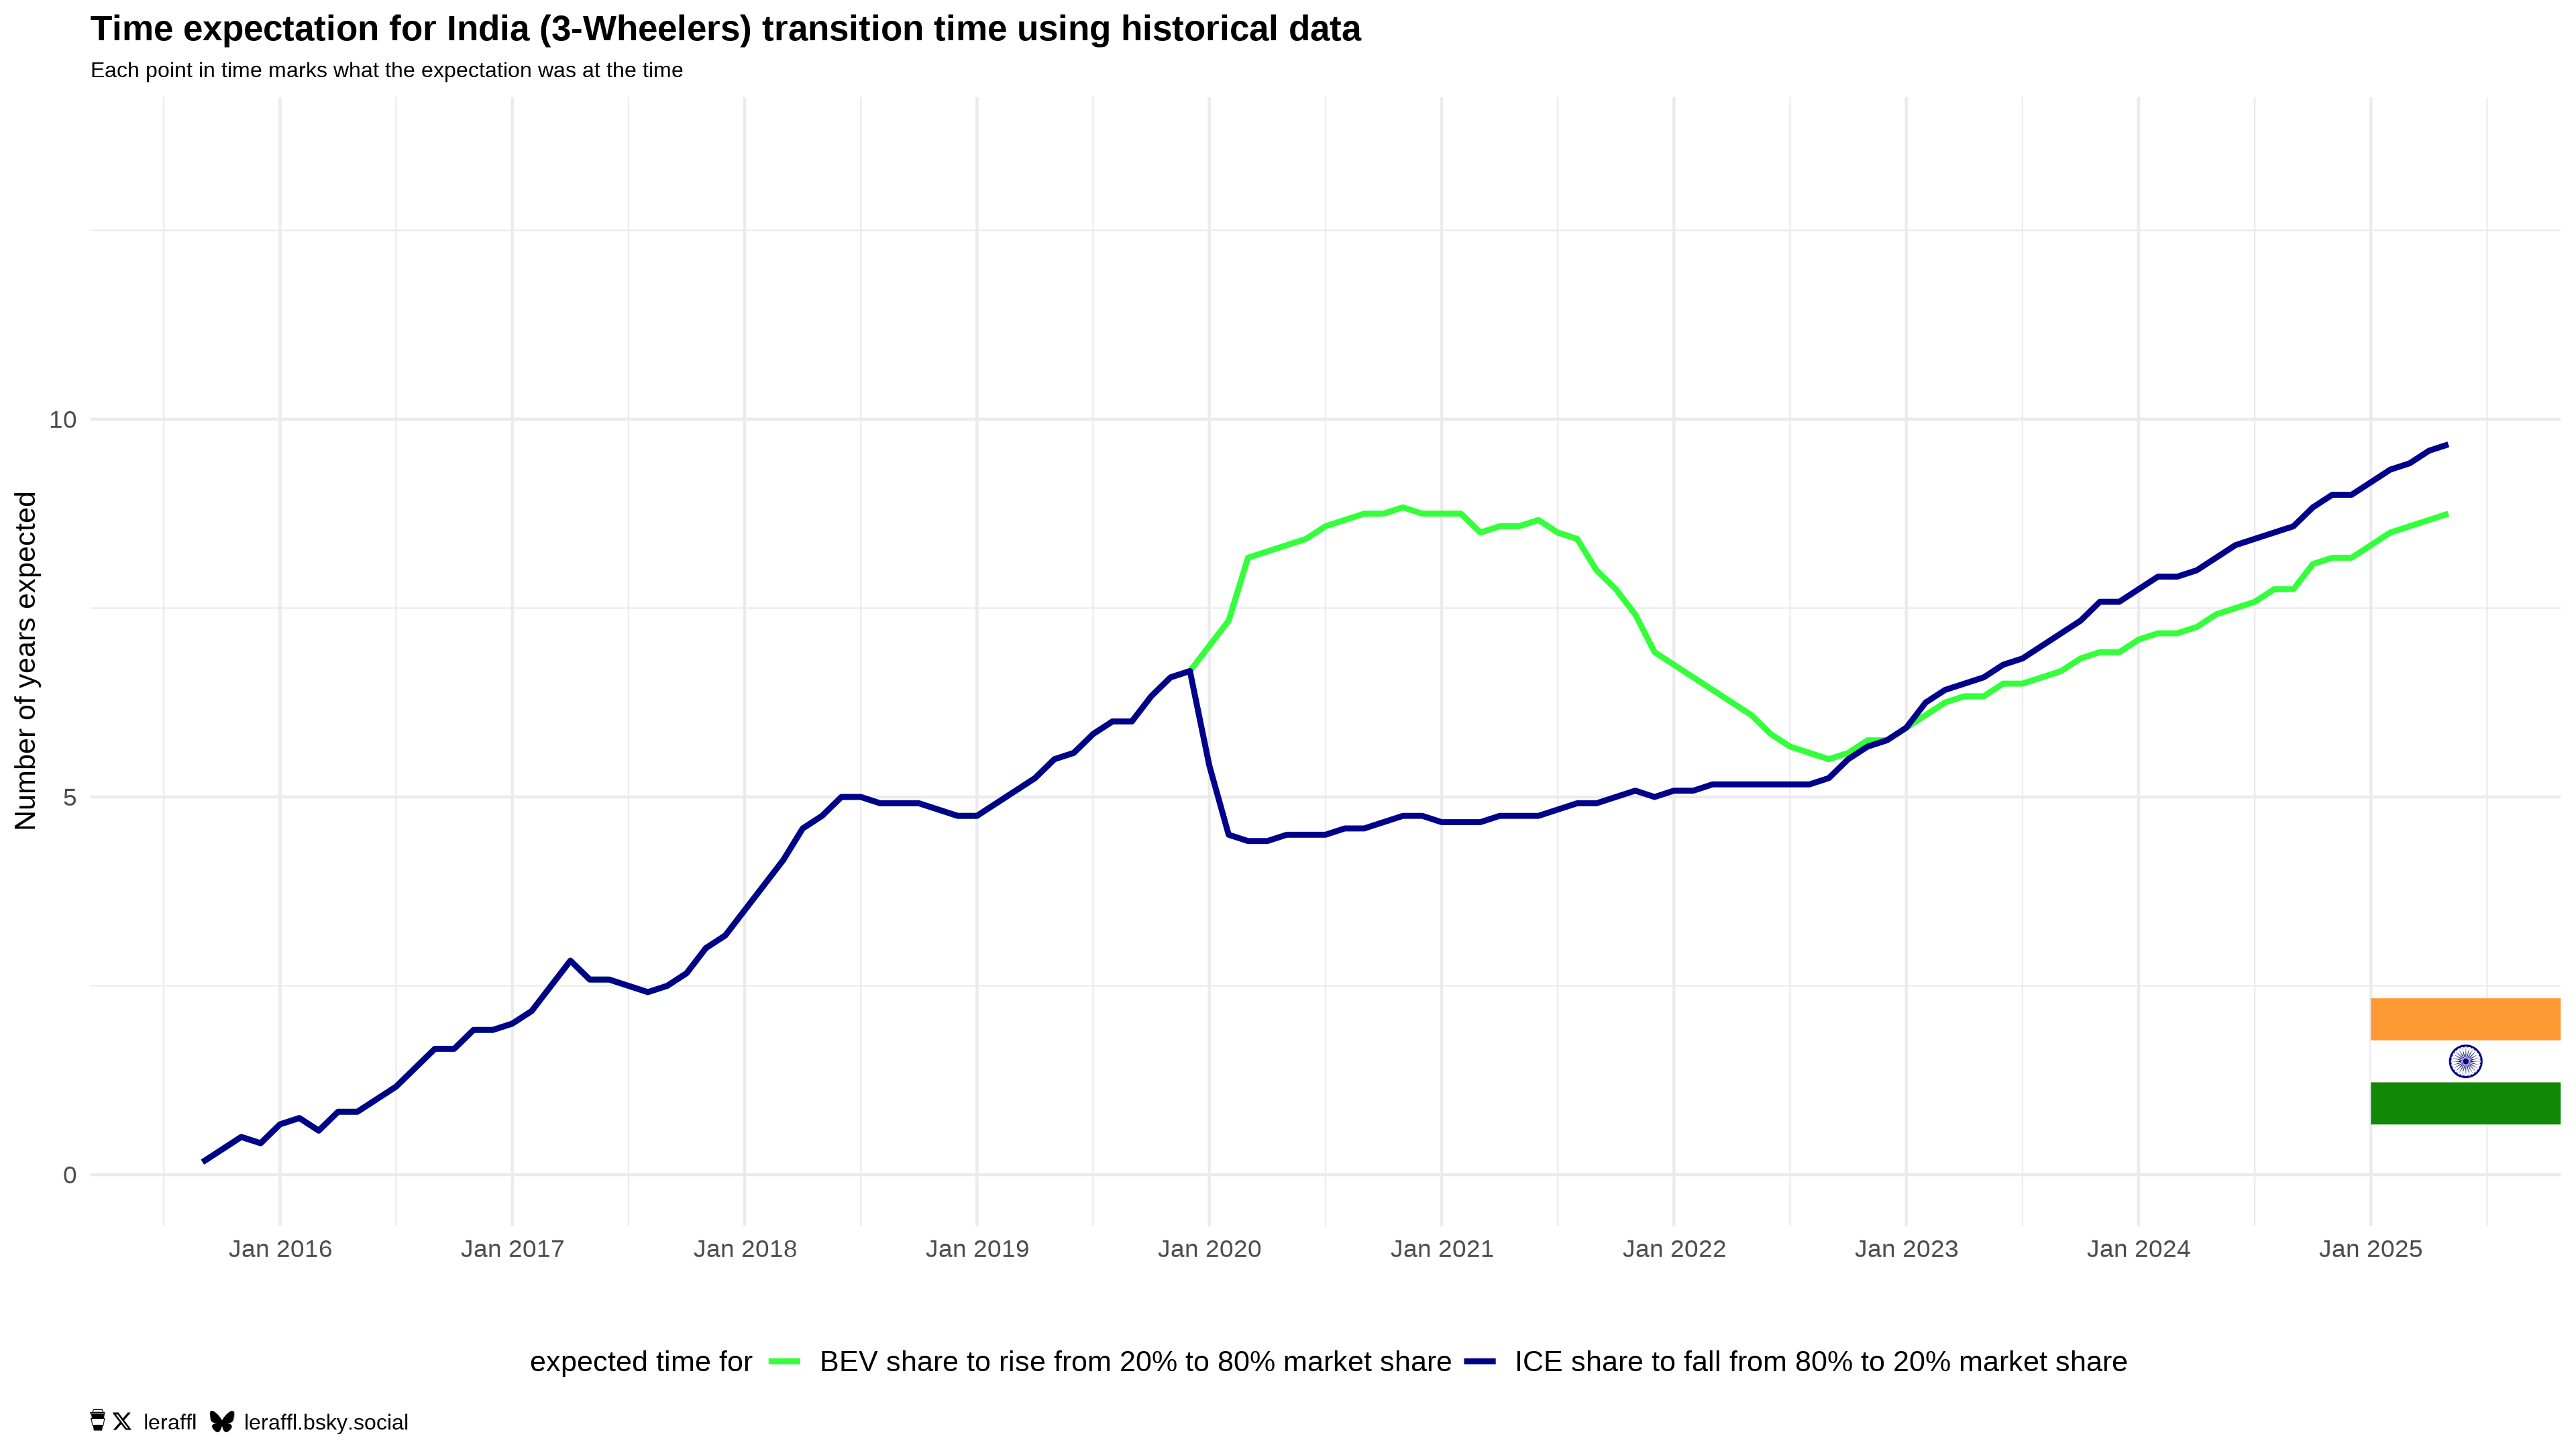 Time expectation for India (3-Wheelers) transition time using historical data
Each point in time marks what the expectation was at the time
Number of years expected
10
5
0
Jan 2016 Jan 2017 Jan 2018 Jan 2019 Jan 2020 Jan 2021 Jan 2022 Jan 2023 Jan 2024 Jan 2025
expected time for BEV share to rise from 20% to 80% market share ICE share to fall from 80% to 20% market share
leraffl leraffl.bsky.social